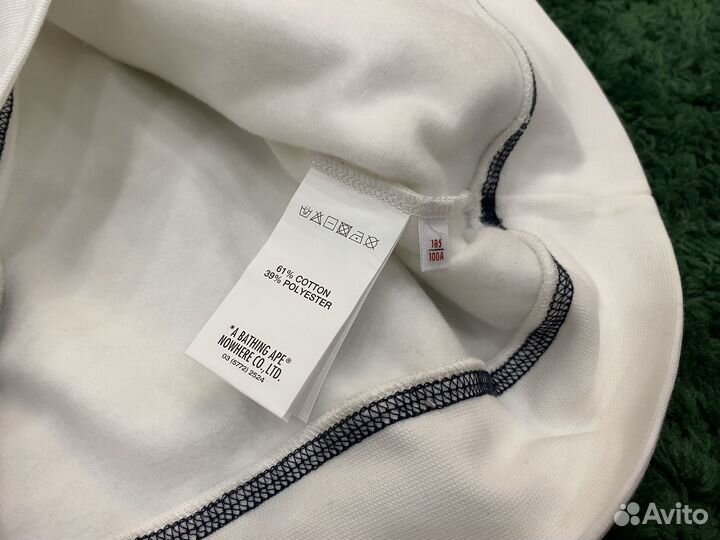 61% COTTON
39% POLYESTER
*A BATHING APE®
NOWHERE CO., LTD.
03 (5772) 2524
185
100A
Avito